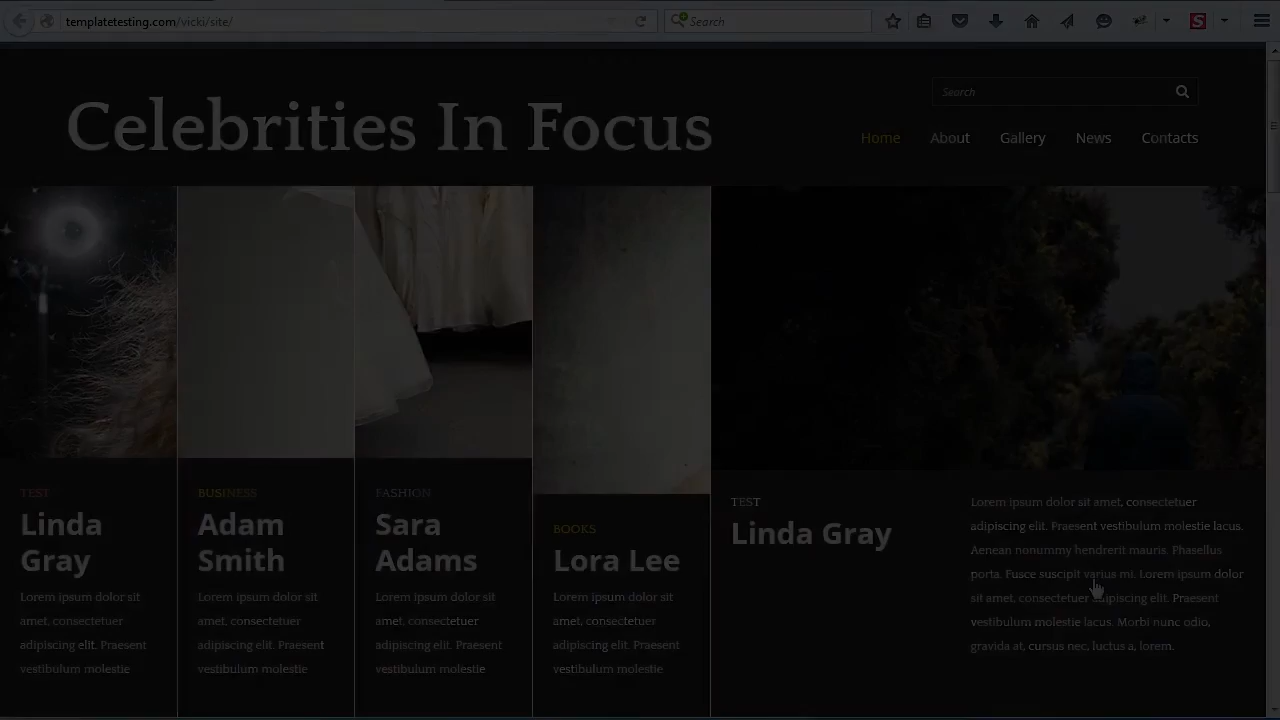 templatetesting.com/vicki/site/
Search
Celebrities In Focus
Search
Home About Gallery News Contacts
TEST
Linda
Gray
Lorem ipsum dolor sit
amet, consectetuer
adipiscing elit. Praesent
vestibulum molestie
BUSINESS
Adam
Smith
Lorem ipsum dolor sit
amet, consectetuer
adipiscing elit. Praesent
vestibulum molestie
FASHION
Sara
Adams
Lorem ipsum dolor sit
amet, consectetuer
adipiscing elit. Praesent
vestibulum molestie
BOOKS
Lora Lee
Lorem ipsum dolor sit
amet, consectetuer
adipiscing elit. Praesent
vestibulum molestie
TEST
Linda Gray
Lorem ipsum dolor sit amet, consectetuer
adipiscing elit. Praesent vestibulum molestie lacus.
Aenean nonummy hendrerit mauris. Phasellus
porta. Fusce suscipit varius mi. Lorem ipsum dolor
sit amet, consectetuer adipiscing elit. Praesent
vestibulum molestie lacus. Morbi nunc odio,
gravida at, cursus nec, luctus a, lorem.